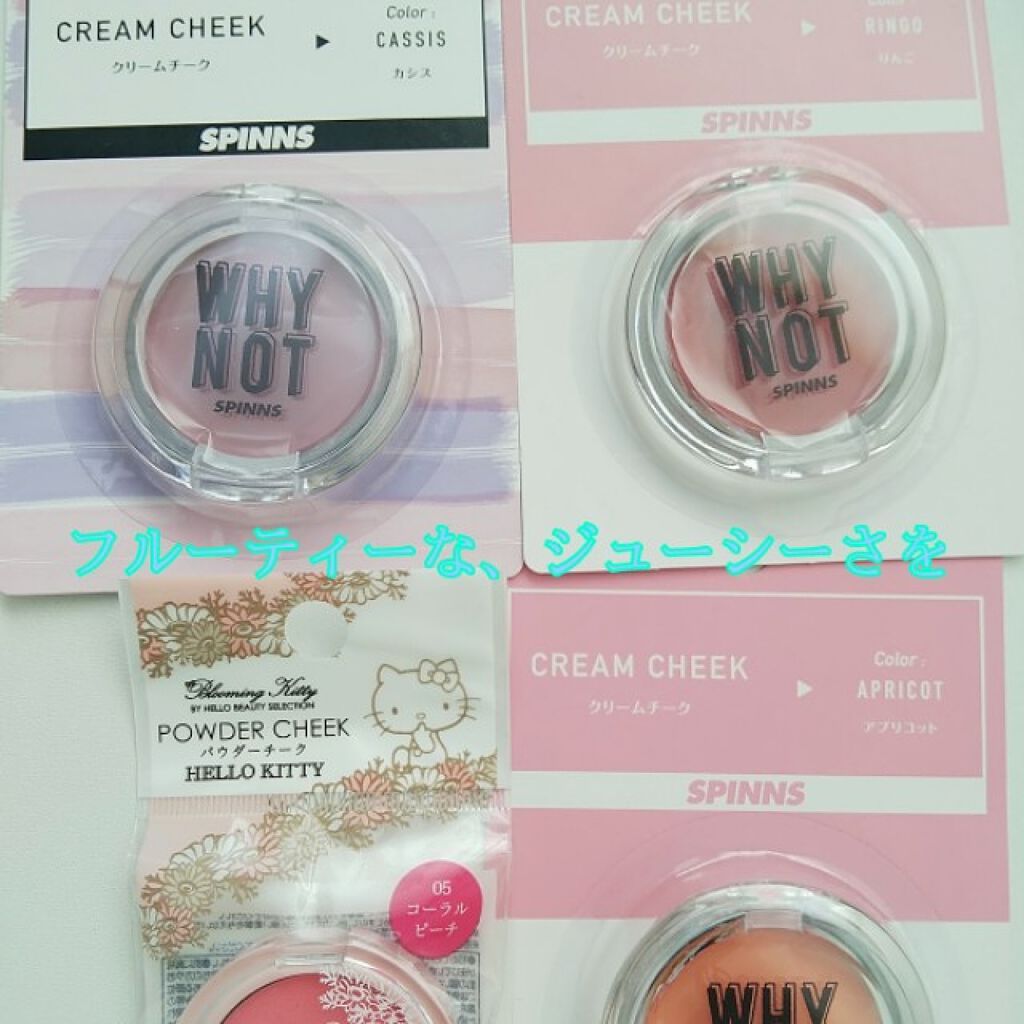 CREAM CHEEK
クリームチーク
Color :
CASSIS
カシス
SPINNS
WHY
NOT
SPINNS
CREAM CHEEK
クリームチーク
Color :
RINGO
りんご
SPINNS
WHY
NOT
SPINNS
フルーティーな、ジューシーさを
Blooming Kitty
BY HELLO BEAUTY SELECTION
POWDER CHEEK
パウダーチーク
HELLO KITTY
05
コーラル
ピーチ
CREAM CHEEK
クリームチーク
Color :
APRICOT
アプリコット
SPINNS
WHY